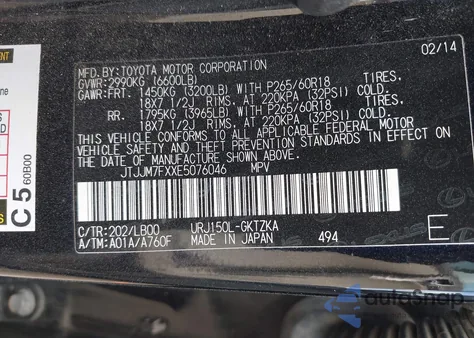 02/14
MFD.BY:TOYOTA MOTOR CORPORATION
GVWR:2990KG (6600LB)
GAWR:FRT. 1450KG (3200LB) WITH P265/60R18 TIRES,
18X7 1/2J RIMS, AT 220KPA (32PSI) COLD.
RR. 1795KG (3965LB) WITH P265/60R18 TIRES,
18X7 1/2J RIMS, AT 220KPA (32PSI) COLD.
THIS VEHICLE CONFORMS TO ALL APPLICABLE FEDERAL MOTOR
VEHICLE SAFETY AND THEFT PREVENTION STANDARDS IN EFFECT ON
THE DATE OF MANUFACTURE SHOWN ABOVE.
JTJJM7FXXE5076046 MPV
C/TR:202/LB00 URJ150L-GKTZKA
A/TM:A01A/A760F MADE IN JAPAN 494
E
C5
60B00
AutoSnap